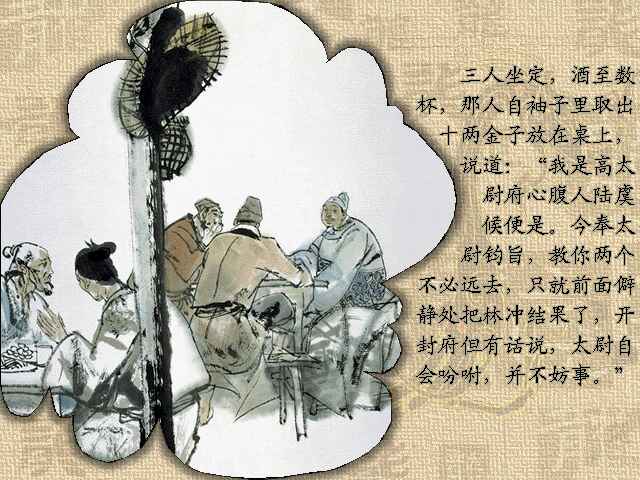 三人坐定，酒至数
杯，那人自袖子里取出
十两金子放在桌上，
说道：“我是高太
尉府心腹人陆虞
候便是。今奉太
尉钧旨，教你两个
不必远去，只就前面僻
静处把林冲结果了，开
封府但有话说，太尉自
会吩咐，并不妨事。”